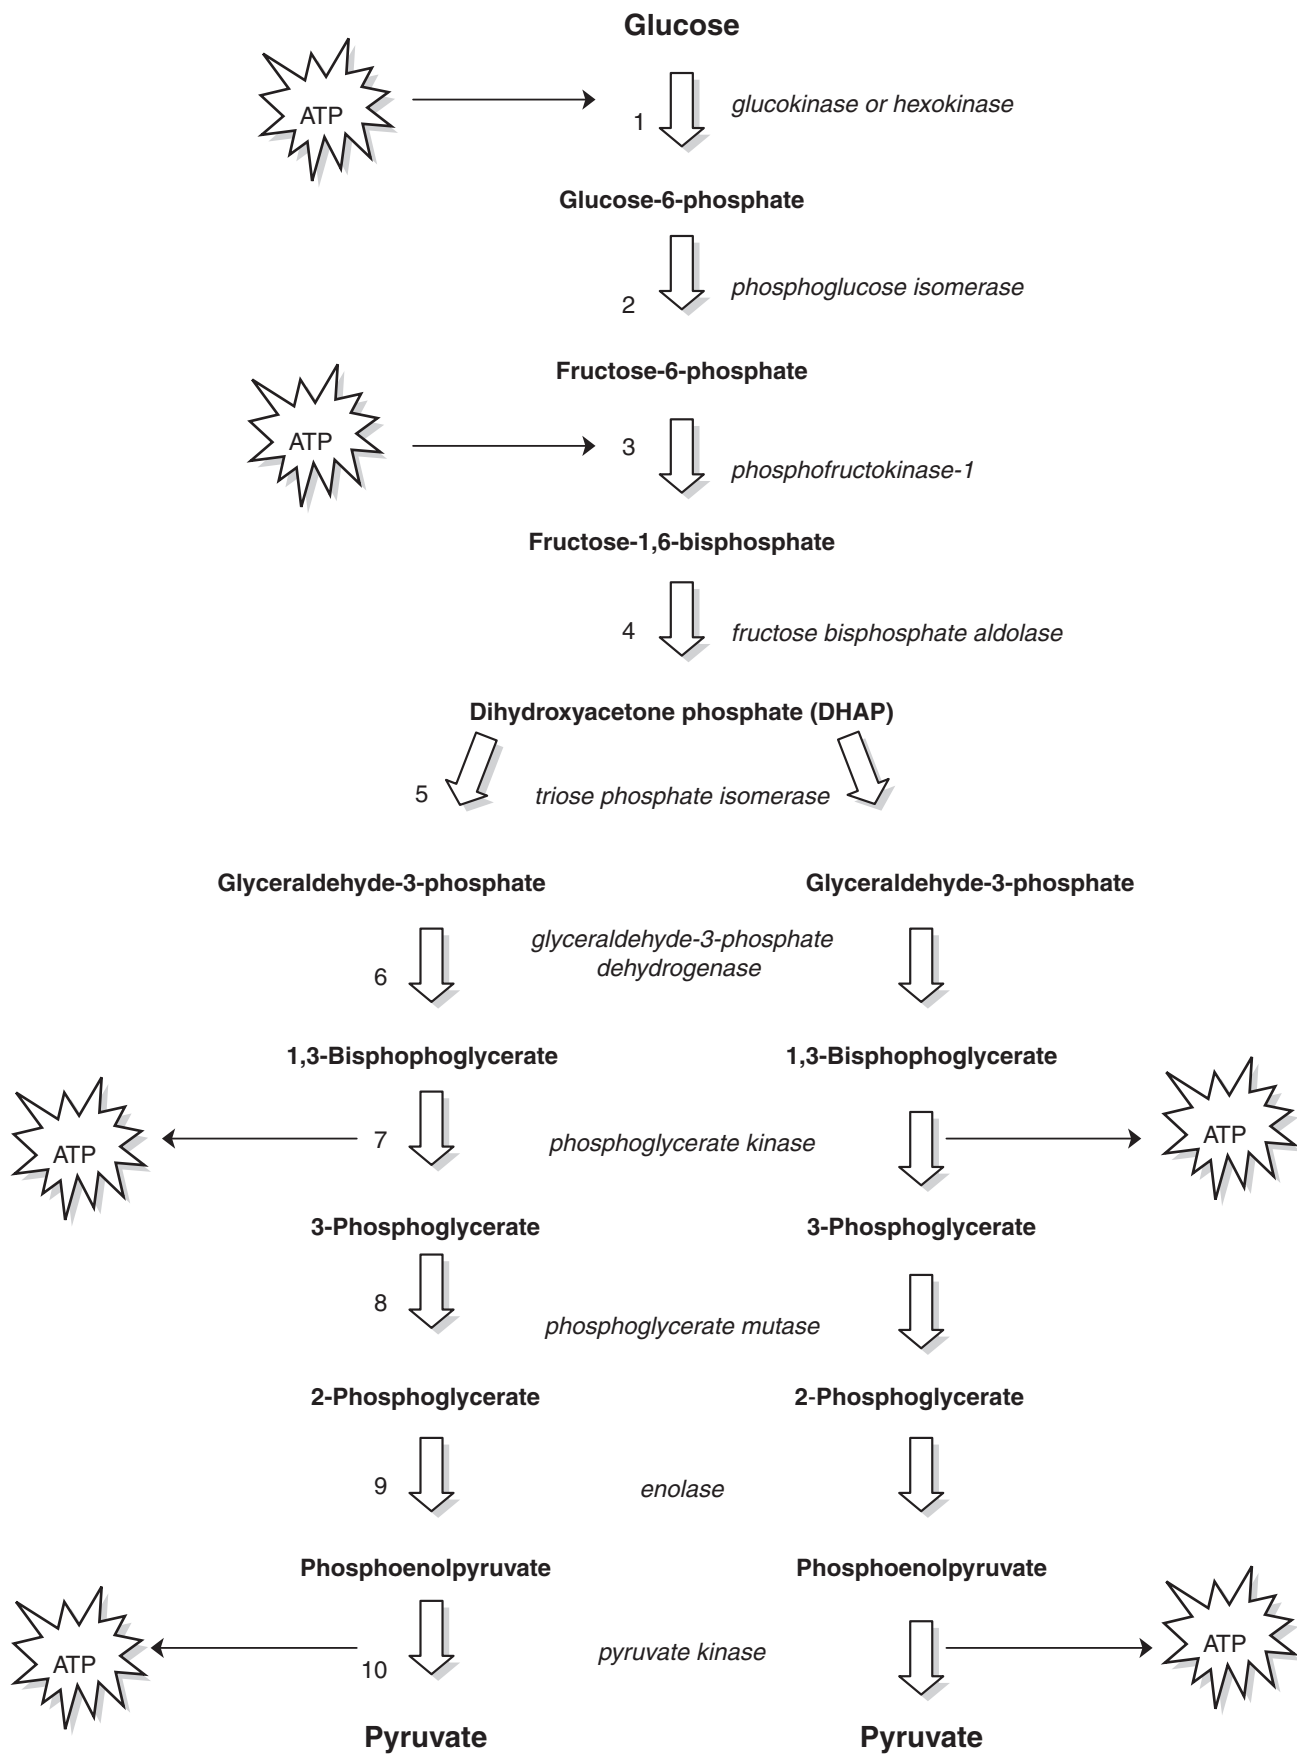 Glucose
ATP
1
glucokinase or hexokinase
Glucose-6-phosphate
2
phosphoglucose isomerase
Fructose-6-phosphate
ATP
3
phosphofructokinase-1
Fructose-1,6-bisphosphate
4
fructose bisphosphate aldolase
Dihydroxyacetone phosphate (DHAP)
5
triose phosphate isomerase
Glyceraldehyde-3-phosphate
Glyceraldehyde-3-phosphate
6
glyceraldehyde-3-phosphate
dehydrogenase
1,3-Bisphophoglycerate
1,3-Bisphophoglycerate
ATP
7
phosphoglycerate kinase
ATP
3-Phosphoglycerate
3-Phosphoglycerate
8
phosphoglycerate mutase
2-Phosphoglycerate
2-Phosphoglycerate
9
enolase
Phosphoenolpyruvate
Phosphoenolpyruvate
ATP
10
pyruvate kinase
ATP
Pyruvate
Pyruvate